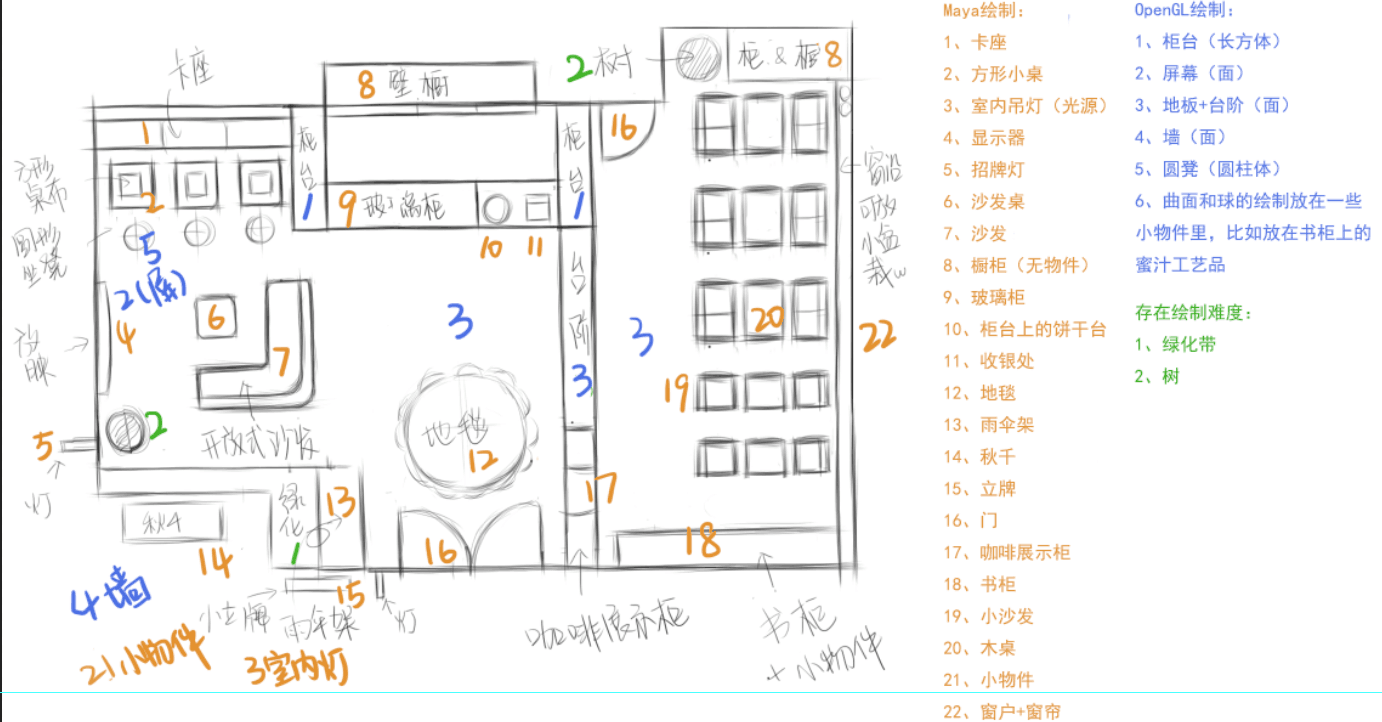 Maya绘制：
1、卡座
2、方形小桌
3、室内吊灯（光源）
4、显示器
5、招牌灯
6、沙发桌
7、沙发
8、橱柜（无物件）
9、玻璃柜
10、柜台上的饼干台
11、收银处
12、地毯
13、雨伞架
14、秋千
15、立牌
16、门
17、咖啡展示柜
18、书柜
19、小沙发
20、木桌
21、小物件
22、窗户+窗帘
OpenGL绘制：
1、柜台（长方体）
2、屏幕（面）
3、地板+台阶（面）
4、墙（面）
5、圆凳（圆柱体）
6、曲面和球的绘制放在一些
小物件里，比如放在书柜上的
蜜汁工艺品
存在绘制难度：
1、绿化带
2、树
卡座
8 壁橱
2 树
柜 & 橱 8
1
柜台
1
柜台
1
16
方形
桌布
2
9
10
11
窗沿
可放
小盆
栽w
圆形
5
4
6
7
3
台阶
3
3
20
22
19
2
5
灯
开放式沙发
地毯
12
17
绿化
1
13
14
16
18
4墙
小立牌
15
雨伞架
灯
咖啡展示柜
书柜
+小物件
21小物件
3室内灯